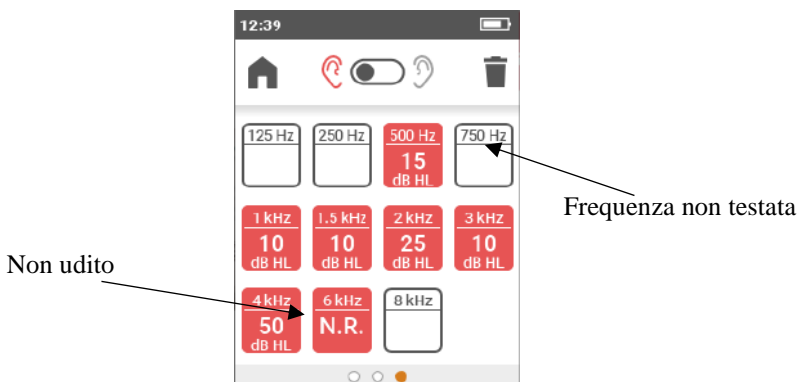 12:39
125 Hz
250 Hz
500 Hz
15
dB HL
750 Hz
Frequenza non testata
1 kHz
10
dB HL
1.5 kHz
10
dB HL
2 kHz
25
dB HL
3 kHz
10
dB HL
Non udito
4 kHz
50
dB HL
6 kHz
N.R.
8 kHz